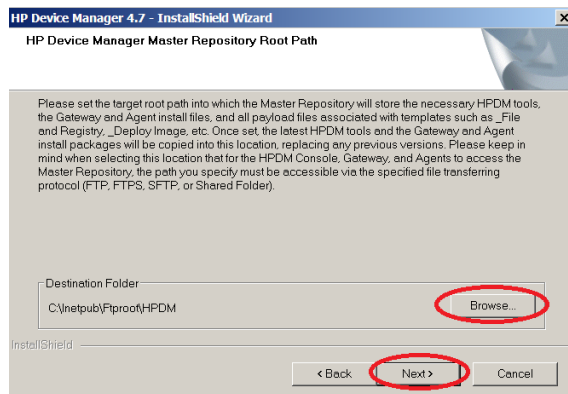 HP Device Manager 4.7 - InstallShield Wizard
HP Device Manager Master Repository Root Path
Please set the target root path into which the Master Repository will store the necessary HPDM tools,
the Gateway and Agent install files, and all payload files associated with templates such as _File
and Registry, _Deploy Image, etc. Once set, the latest HPDM tools and the Gateway and Agent
install packages will be copied into this location, replacing any previous versions. Please keep in
mind when selecting this location that for the HPDM Console, Gateway, and Agents to access the
Master Repository, the path you specify must be accessible via the specified file transferring
protocol (FTP, FTPS, SFTP, or Shared Folder).
Destination Folder
C:\Inetpub\Ftproot\HPDM
Browse...
InstallShield
< Back
Next >
Cancel